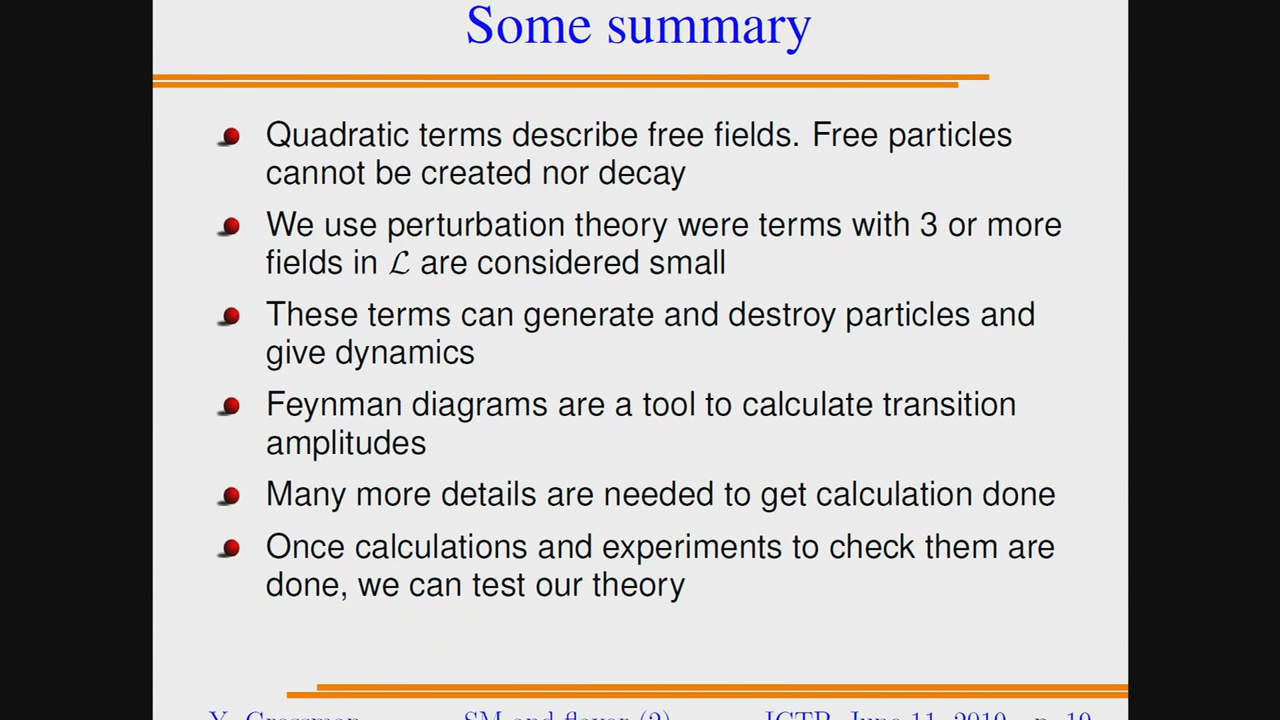 Some summary
Quadratic terms describe free fields. Free particles
cannot be created nor decay
We use perturbation theory were terms with 3 or more
fields in ℒ are considered small
These terms can generate and destroy particles and
give dynamics
Feynman diagrams are a tool to calculate transition
amplitudes
Many more details are needed to get calculation done
Once calculations and experiments to check them are
done, we can test our theory
Y. Grossman SM and flavor (2) ICTP, June 11, 2019 p. 19